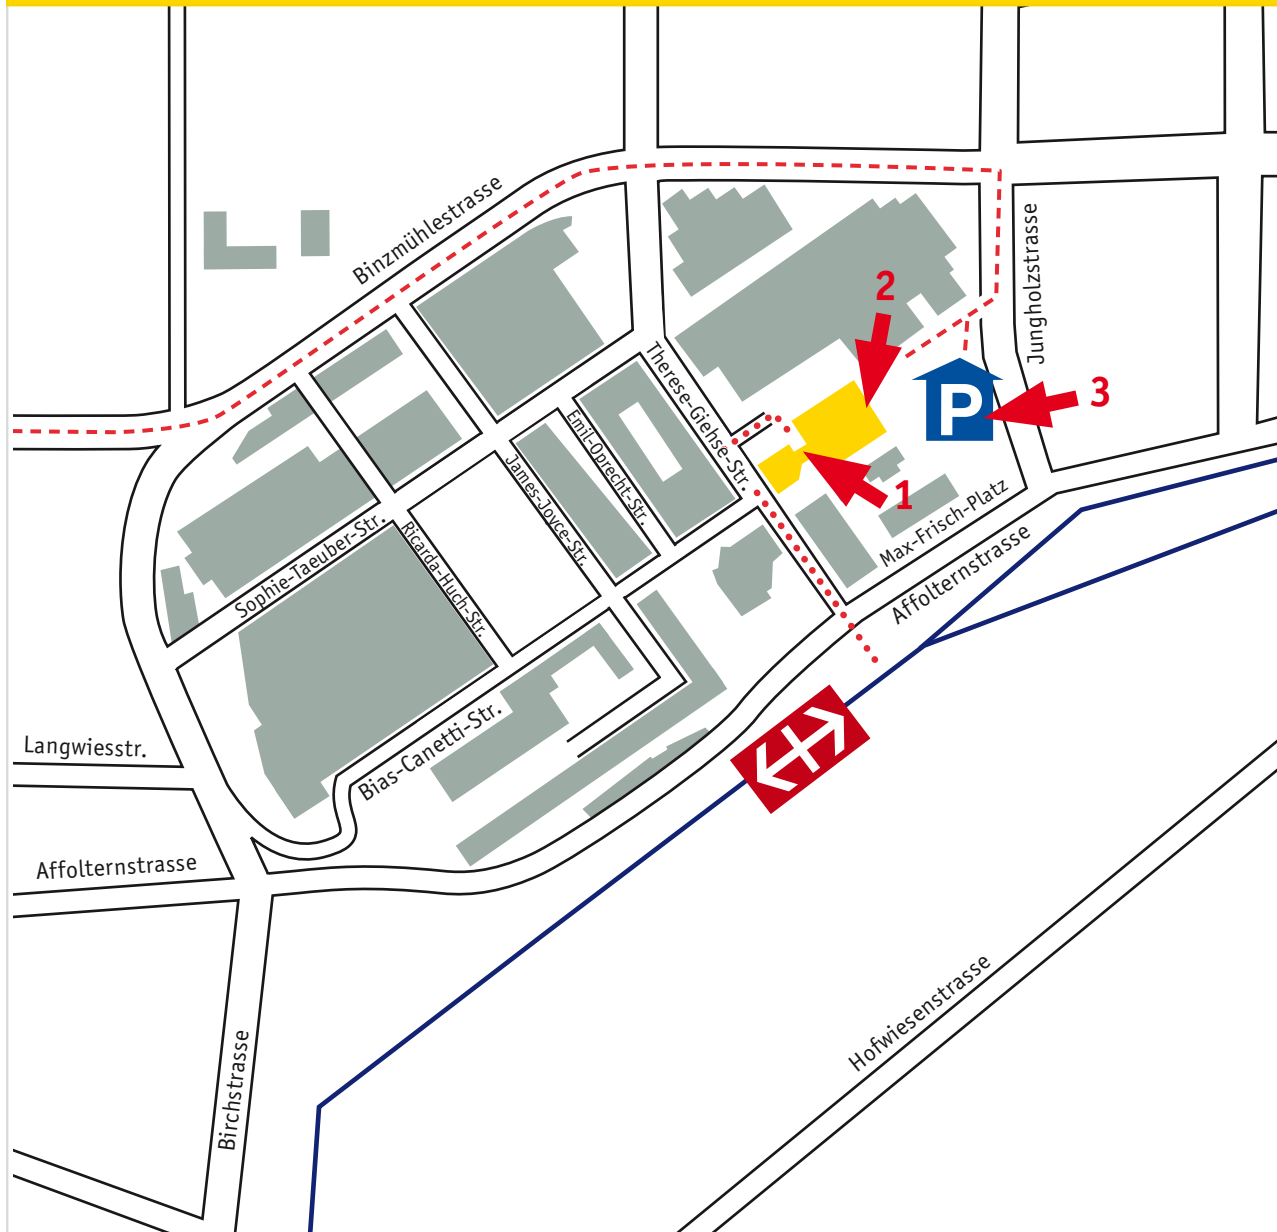 Binzmühlestrasse
Jungholzstrasse
2
Therese-Giehse-Str.
P
3
Emil-Oprecht-Str.
James-Joyce-Str.
1
Max-Frisch-Platz
Sophie-Taeuber-Str.
Ricarda-Huch-Str.
Affolternstrasse
Bias-Canetti-Str.
Langwiesstr.
Affolternstrasse
Hofwiesenstrasse
Birchstrasse